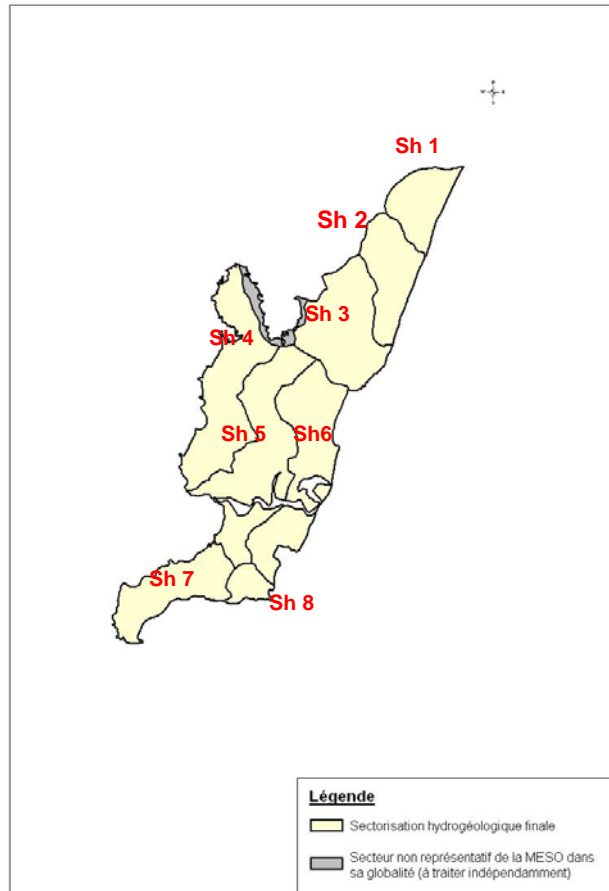 Sh 1
Sh 2
Sh 3
Sh 4
Sh 5
Sh6
Sh 7
Sh 8
Légende
Sectorisation hydrogéologique finale
Secteur non représentatif de la MESO dans
sa globalité (à traiter indépendamment)